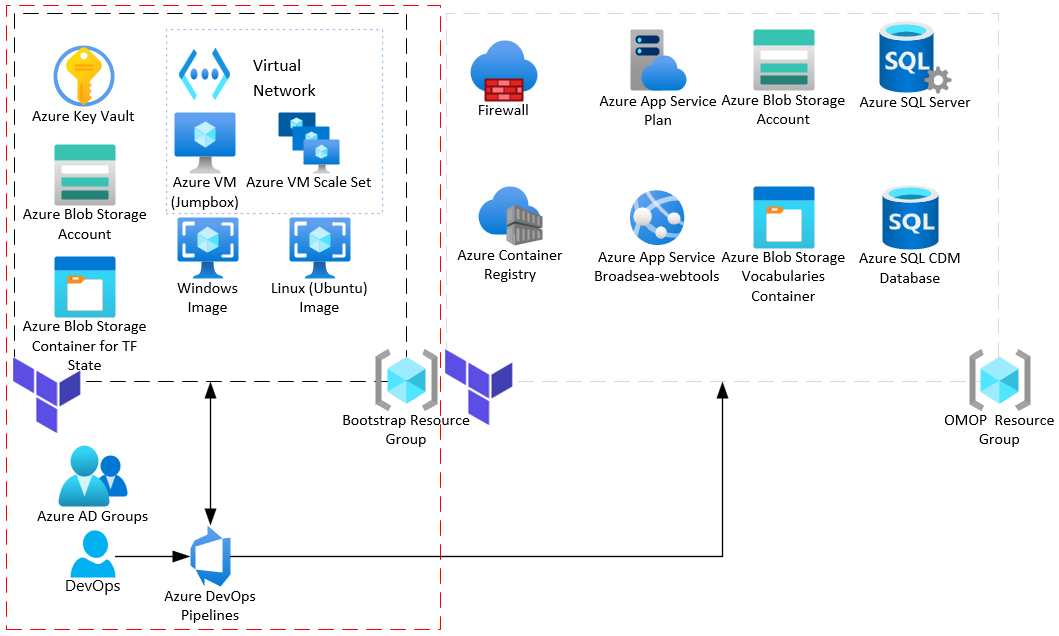 Azure Key Vault
Virtual
Network
Azure Blob Storage
Account
Azure VM
(Jumpbox)
Azure VM Scale Set
Azure Blob Storage
Container for TF
State
Windows
Image
Linux (Ubuntu)
Image
Bootstrap Resource
Group
Azure AD Groups
DevOps
Azure DevOps
Pipelines
Firewall
Azure App Service
Plan
Azure Blob Storage
Account
SQL
Azure SQL Server
Azure Container
Registry
Azure App Service
Broadsea-webtools
Azure Blob Storage
Vocabularies
Container
SQL
Azure SQL CDM
Database
OMOP  Resource
Group